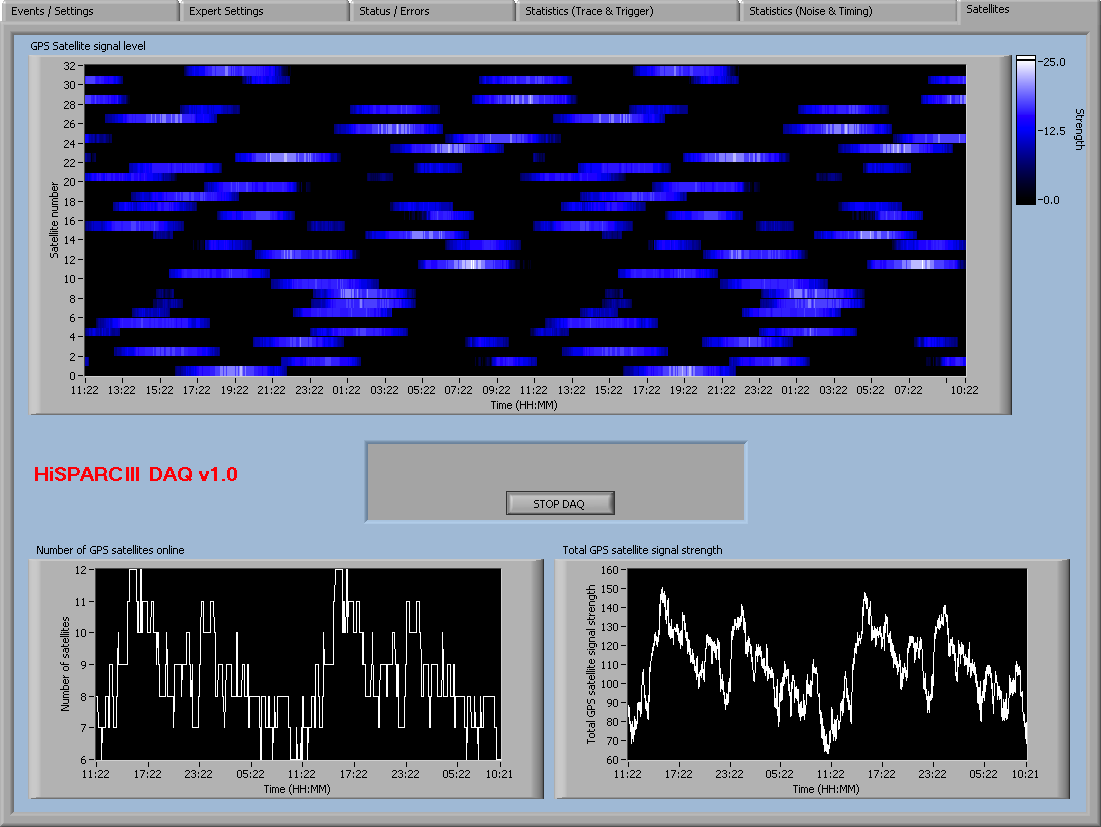 Events / Settings
Expert Settings
Status / Errors
Statistics (Trace & Trigger)
Statistics (Noise & Timing)
Satellites
GPS Satellite signal level
Satellite number
32
30
28
26
24
22
20
18
16
14
12
10
8
6
4
2
0
11:22 13:22 15:22 17:22 19:22 21:22 23:22 01:22 03:22 05:22 07:22 09:22 11:22 13:22 15:22 17:22 19:22 21:22 23:22 01:22 03:22 05:22 07:22 10:22
Time (HH:MM)
-25.0
-12.5
-0.0
Strength
HiSPARCIII DAQ v1.0
STOP DAQ
Number of GPS satellites online
Number of satellites
12
11
10
9
8
7
6
11:22 17:22 23:22 05:22 11:22 17:22 23:22 05:22 10:21
Time (HH:MM)
Total GPS satellite signal strength
Total GPS satellite signal strength
160
150
140
130
120
110
100
90
80
70
60
11:22 17:22 23:22 05:22 11:22 17:22 23:22 05:22 10:21
Time (HH:MM)